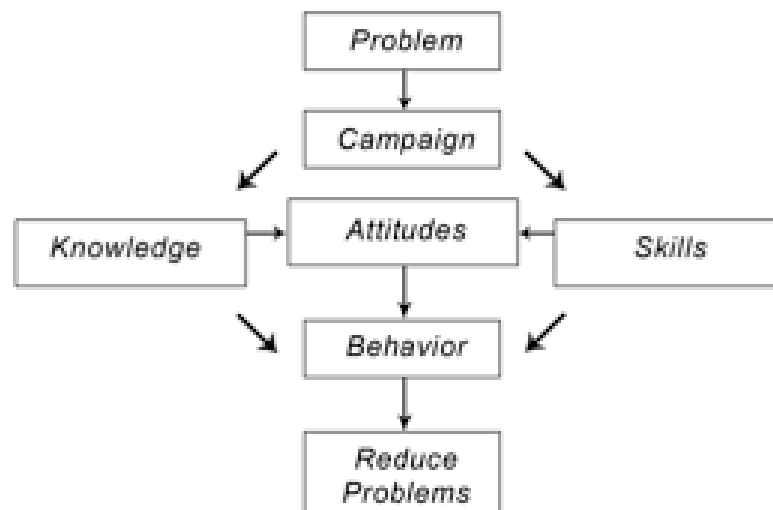 Problem
Campaign
Knowledge
Attitudes
Skills
Behavior
Reduce
Problems